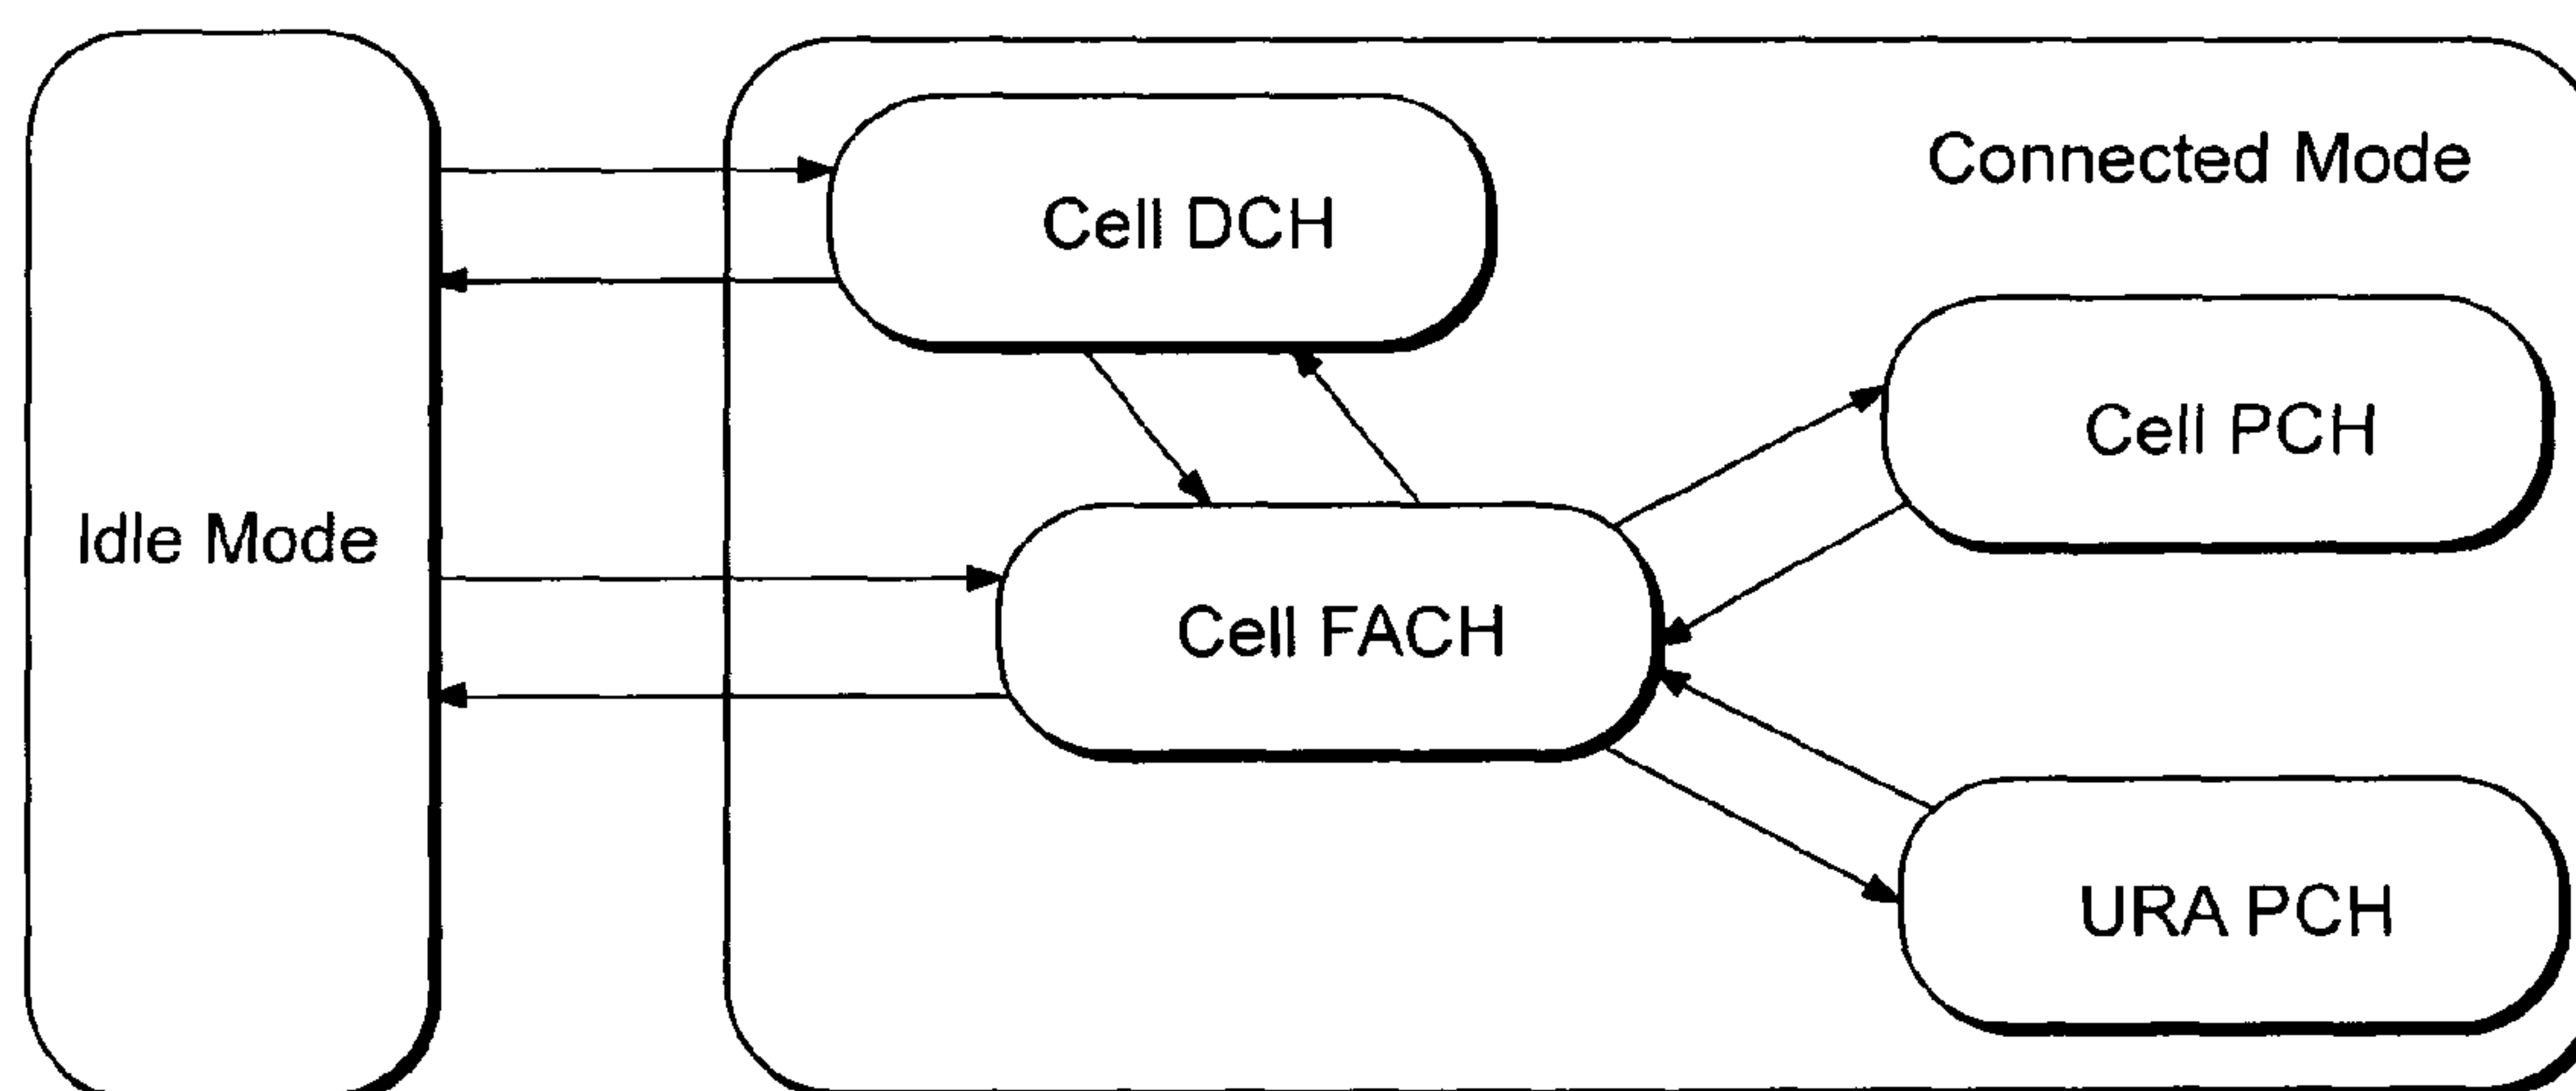 Connected Mode
Cell DCH
Cell PCH
Idle Mode
Cell FACH
URA PCH